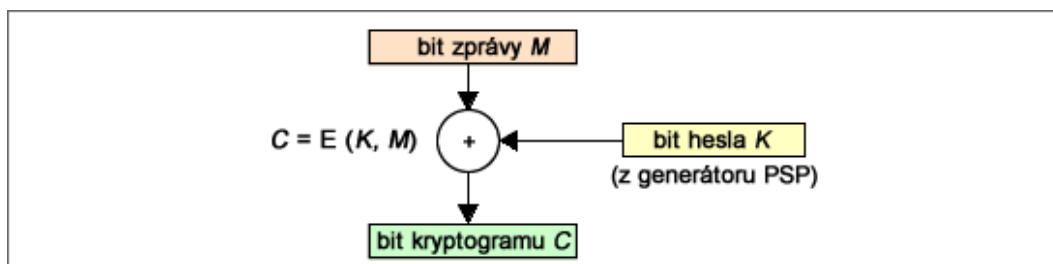 bit zprávy M
C = E (K, M)
+
bit hesla K
(z generátoru PSP)
bit kryptogramu C